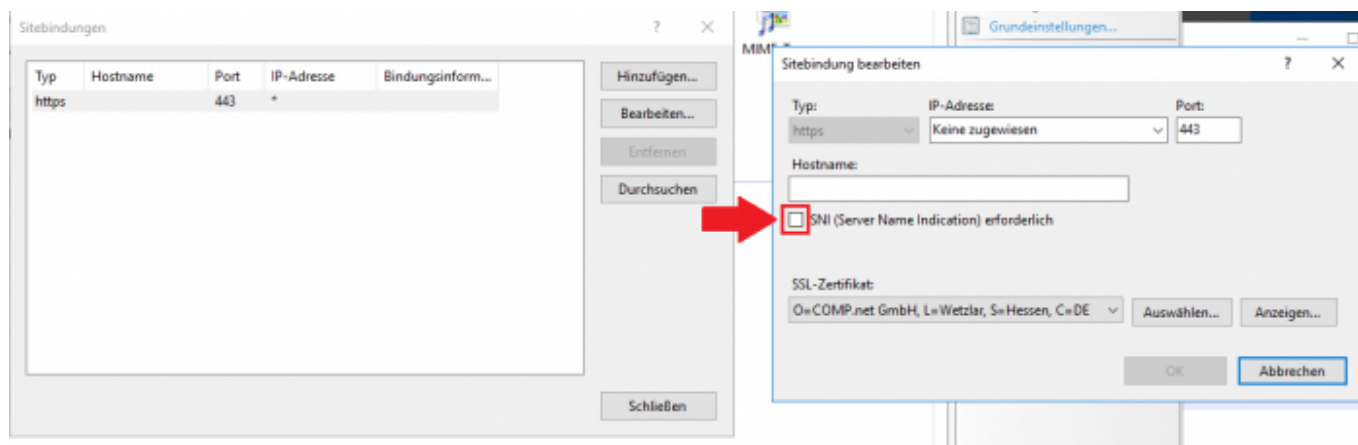 Sitebindungen
Typ Hostname Port IP-Adresse Bindungsinform...
https 443 *
Hinzufügen...
Bearbeiten...
Entfernen
Durchsuchen
Schließen
Grundeinstellungen...
Sitebindung bearbeiten
Typ: IP-Adresse: Port:
https Keine zugewiesen 443
Hostname:
SNI (Server Name Indication) erforderlich
SSL-Zertifikat:
O=COMP.net GmbH, L=Wetzlar, S=Hessen, C=DE Auswählen... Anzeigen...
OK Abbrechen